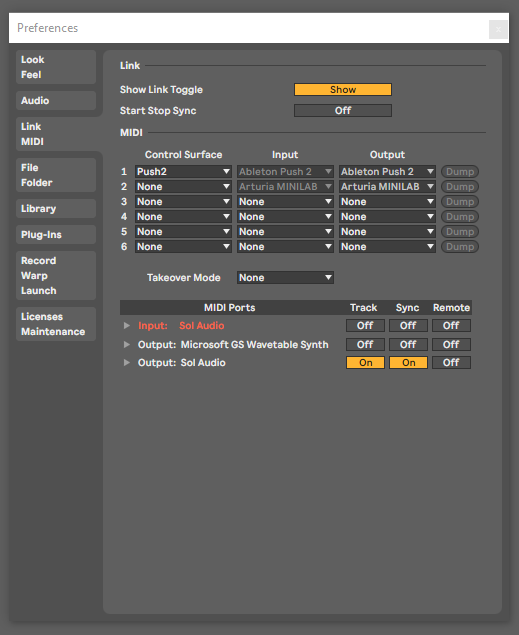 Preferences
x
Look
Feel
Audio
Link
MIDI
File
Folder
Library
Plug-Ins
Record
Warp
Launch
Licenses
Maintenance
Link
Show Link Toggle Show
Start Stop Sync Off
MIDI
Control Surface Input Output
1 Push2 Ableton Push 2 Ableton Push 2 Dump
2 None Arturia MINILAB Arturia MINILAB Dump
3 None None None Dump
4 None None None Dump
5 None None None Dump
6 None None None Dump
Takeover Mode None
MIDI Ports Track Sync Remote
Input: Sol Audio Off Off Off
Output: Microsoft GS Wavetable Synth Off Off Off
Output: Sol Audio On On Off